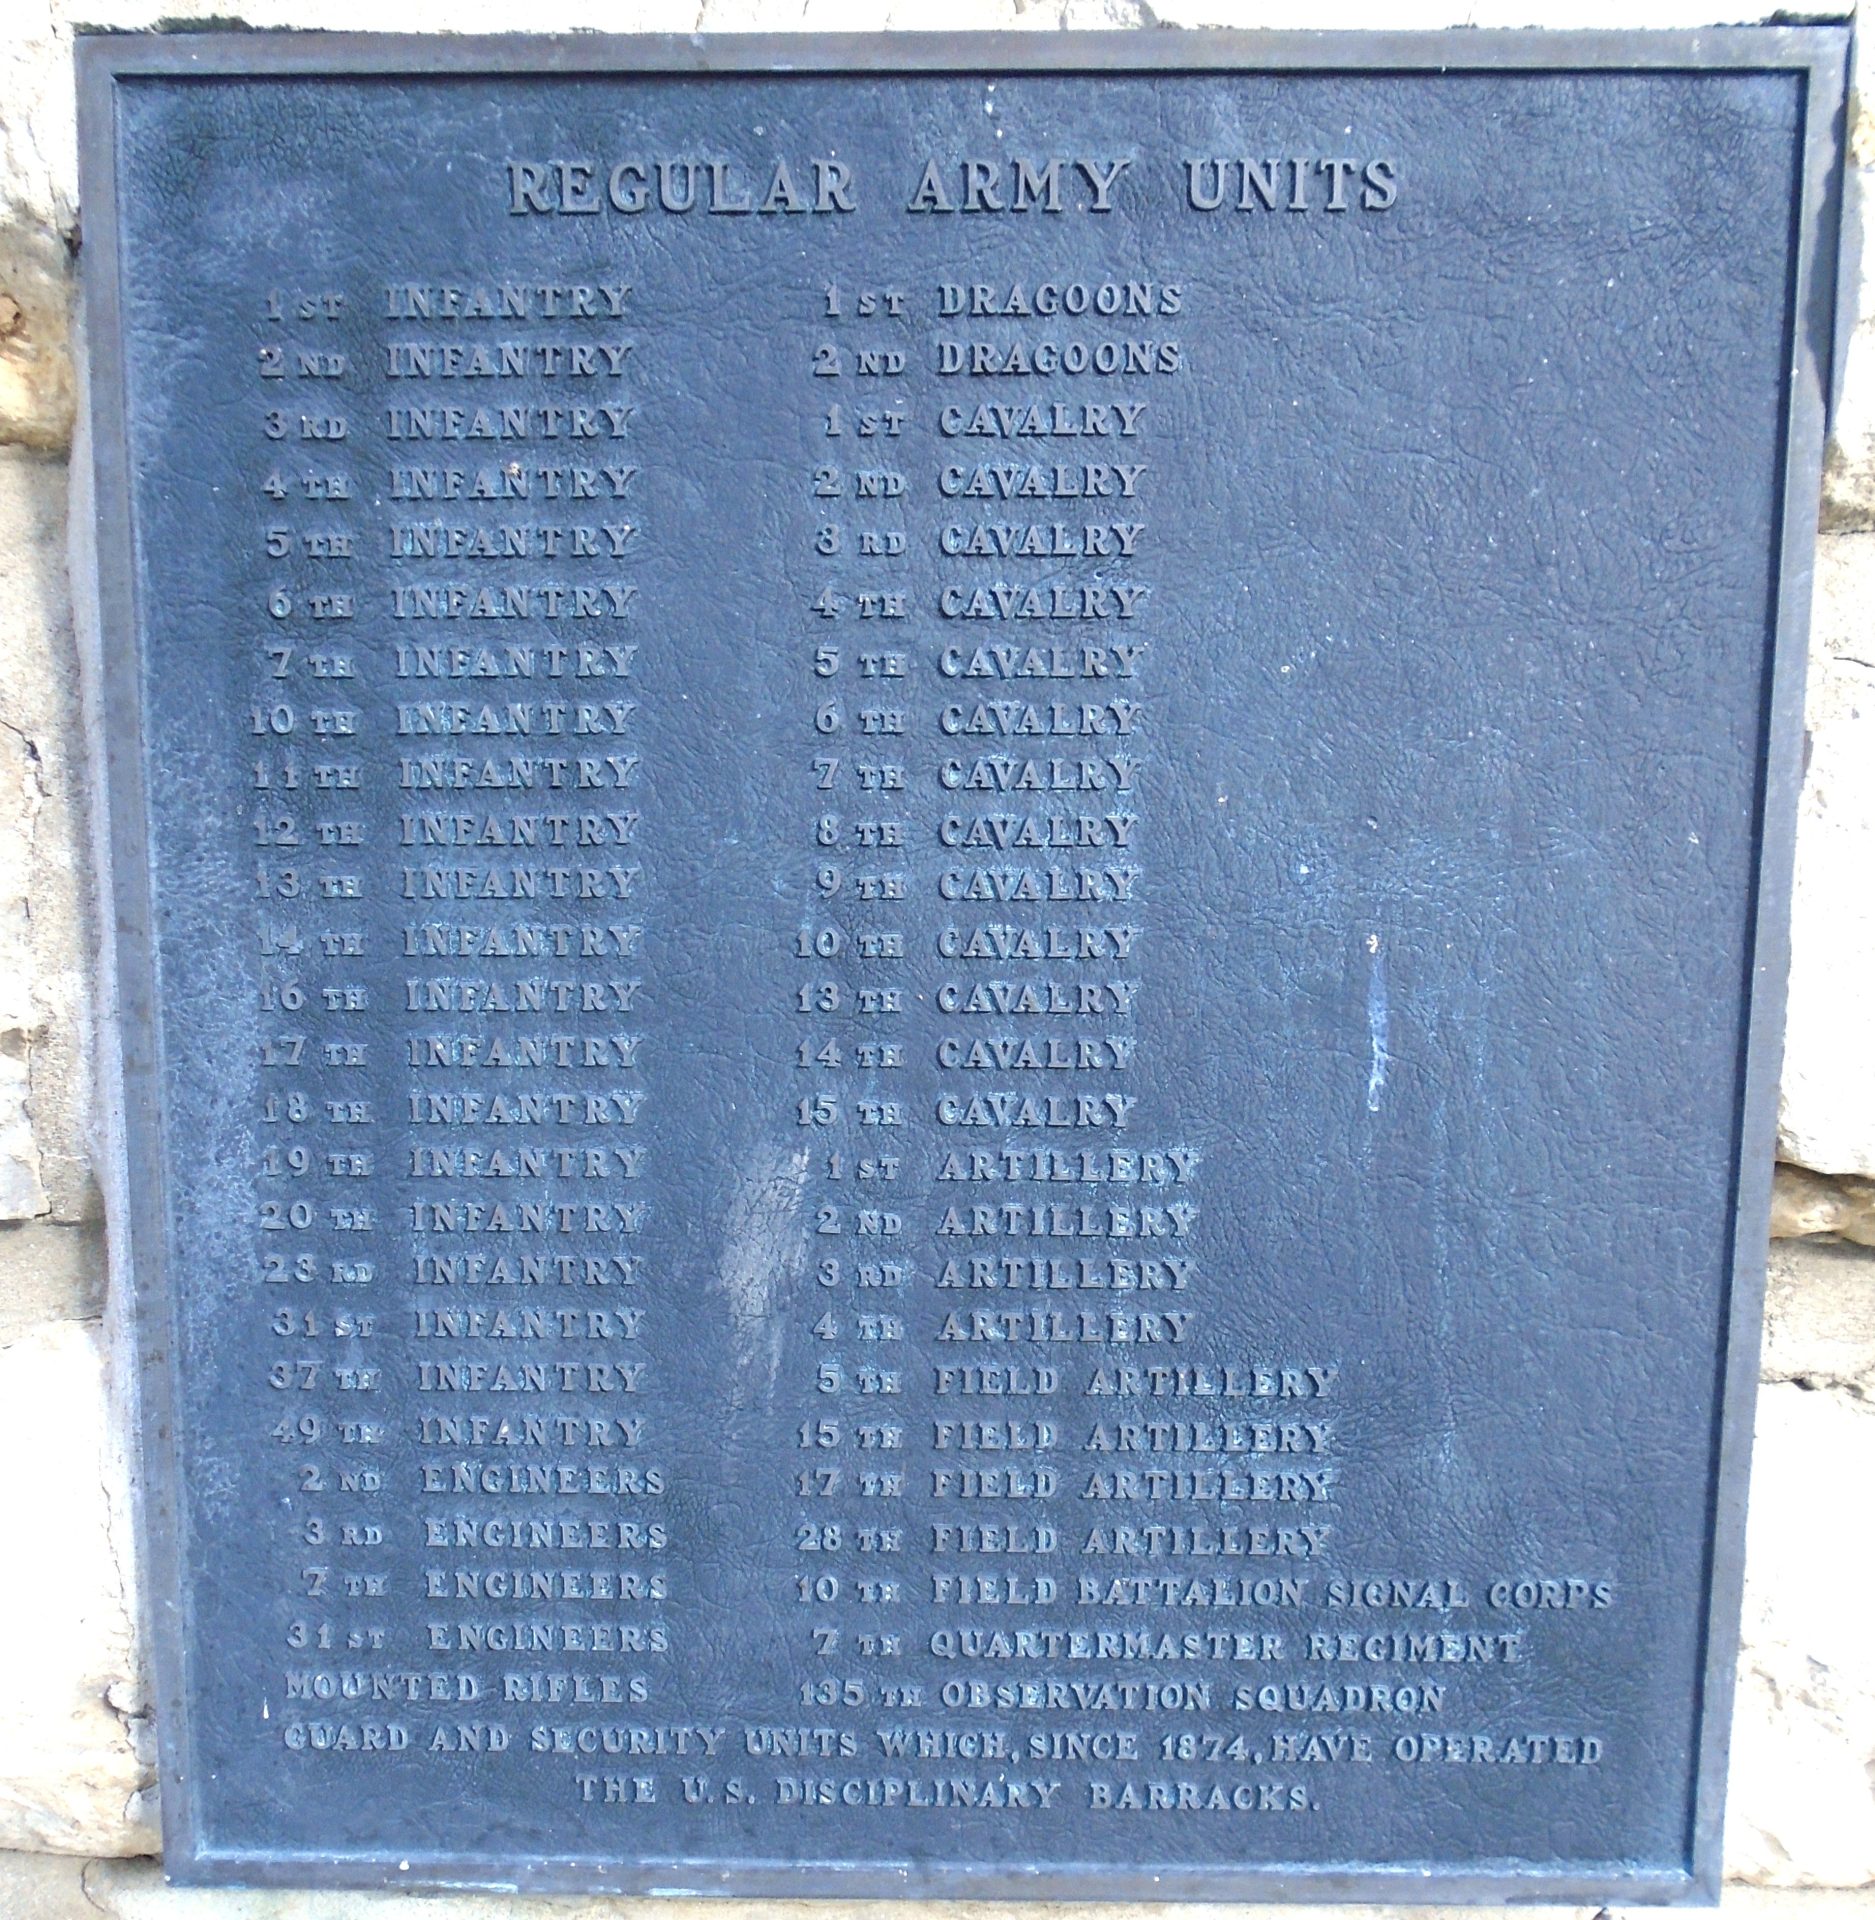 REGULAR ARMY UNITS
1ST INFANTRY
2ND INFANTRY
3RD INFANTRY
4TH INFANTRY
5TH INFANTRY
6TH INFANTRY
7TH INFANTRY
10TH INFANTRY
11TH INFANTRY
12TH INFANTRY
13TH INFANTRY
14TH INFANTRY
16TH INFANTRY
17TH INFANTRY
18TH INFANTRY
19TH INFANTRY
20TH INFANTRY
23RD INFANTRY
31ST INFANTRY
37TH INFANTRY
49TH INFANTRY
2ND ENGINEERS
3RD ENGINEERS
7TH ENGINEERS
31ST ENGINEERS
MOUNTED RIFLES
1ST DRAGOONS
2ND DRAGOONS
1ST CAVALRY
2ND CAVALRY
3RD CAVALRY
4TH CAVALRY
5TH CAVALRY
6TH CAVALRY
7TH CAVALRY
8TH CAVALRY
9TH CAVALRY
10TH CAVALRY
13TH CAVALRY
14TH CAVALRY
15TH CAVALRY
1ST ARTILLERY
2ND ARTILLERY
3RD ARTILLERY
4TH ARTILLERY
5TH FIELD ARTILLERY
15TH FIELD ARTILLERY
17TH FIELD ARTILLERY
28TH FIELD ARTILLERY
10TH FIELD BATTALION SIGNAL CORPS
7TH QUARTERMASTER REGIMENT
135TH OBSERVATION SQUADRON
GUARD AND SECURITY UNITS WHICH, SINCE 1874, HAVE OPERATED
THE U.S. DISCIPLINARY BARRACKS.